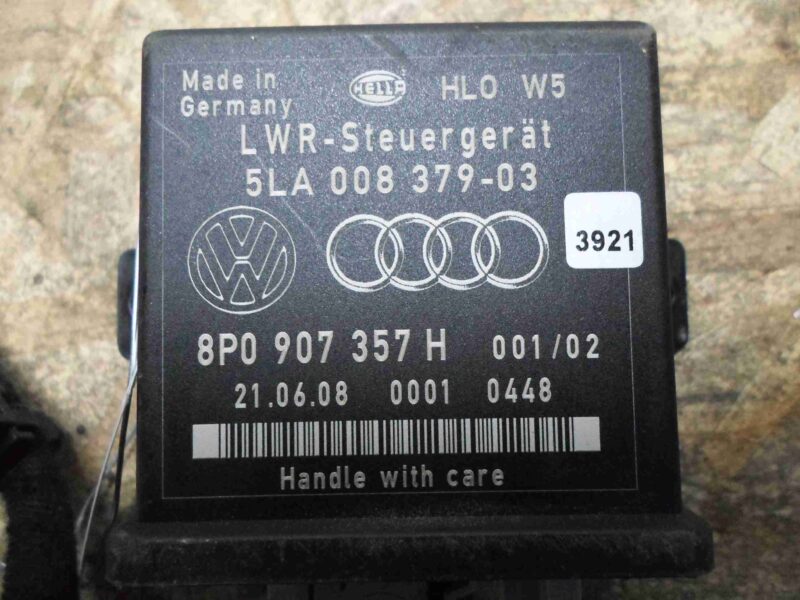 Made in
Germany
HELLA HLO W5
LWR-Steuergerät
5LA 008 379-03
VW
3921
8P0 907 357 H 001/02
21.06.08 0001 0448
Handle with care